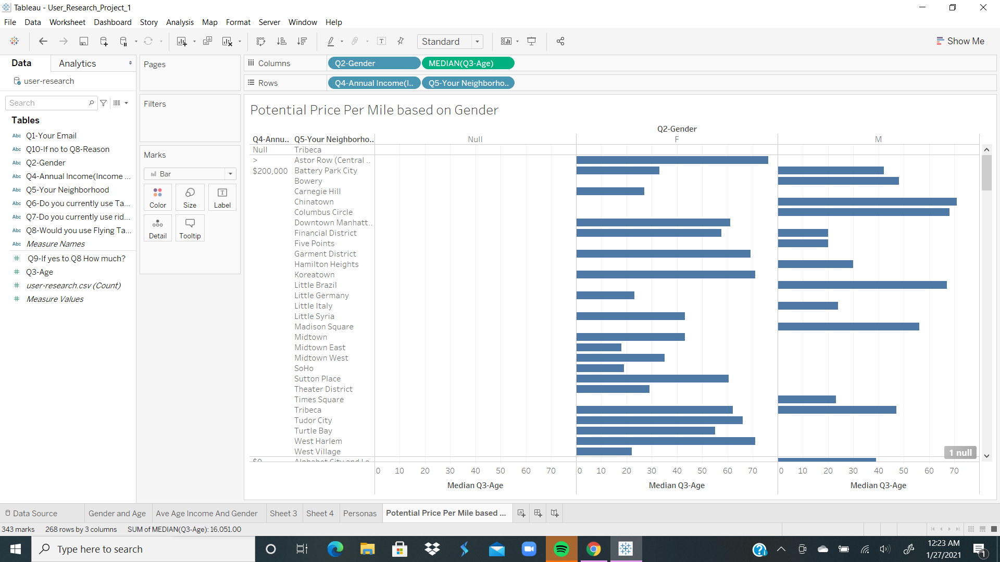 Tableau - User_Research_Project_1
File Data Worksheet Dashboard Story Analysis Map Format Server Window Help
Standard
Show Me
Data Analytics
user-research
Search
Tables
Abc Q1-Your Email
Abc Q10-If no to Q8-Reason
Abc Q2-Gender
Abc Q4-Annual Income(Income ...
Abc Q5-Your Neighborhood
Abc Q6-Do you currently use Ta...
Abc Q7-Do you currently use rid...
Abc Q8-Would you use Flying Ta...
Abc Measure Names
# Q9-If yes to Q8 How much?
# Q3-Age
# user-research.csv (Count)
# Measure Values
Pages
Filters
Marks
Bar
Color Size Label
Detail Tooltip
Columns Q2-Gender MEDIAN(Q3-Age)
Rows Q4-Annual Income(I.. Q5-Your Neighborho..
Potential Price Per Mile based on Gender
Q2-Gender
Q4-Annu.. Q5-Your Neighborho.. Null F M
Null Tribeca
> Astor Row (Central ..
$200,000 Battery Park City
Bowery
Carnegie Hill
Chinatown
Columbus Circle
Downtown Manhatt..
Financial District
Five Points
Garment District
Hamilton Heights
Koreatown
Little Brazil
Little Germany
Little Italy
Little Syria
Madison Square
Midtown
Midtown East
Midtown West
SoHo
Sutton Place
Theater District
Times Square
Tribeca
Tudor City
Turtle Bay
West Harlem
West Village
1 null
$0 Alphabet City and Lo..
0 10 20 30 40 50 60 70 0 10 20 30 40 50 60 70 0 10 20 30 40 50 60 70
Median Q3-Age Median Q3-Age Median Q3-Age
Data Source Gender and Age Ave Age Income And Gender Sheet 3 Sheet 4 Personas Potential Price Per Mile based ...
343 marks 268 rows by 3 columns SUM of MEDIAN(Q3-Age): 16,051.00
Type here to search
12:23 AM
1/27/2021
1